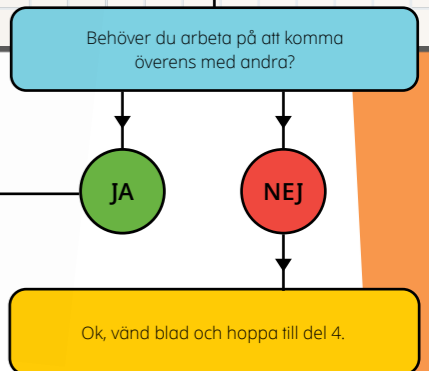 Behöver du arbeta på att komma
överens med andra?
JA
NEJ
Ok, vänd blad och hoppa till del 4.